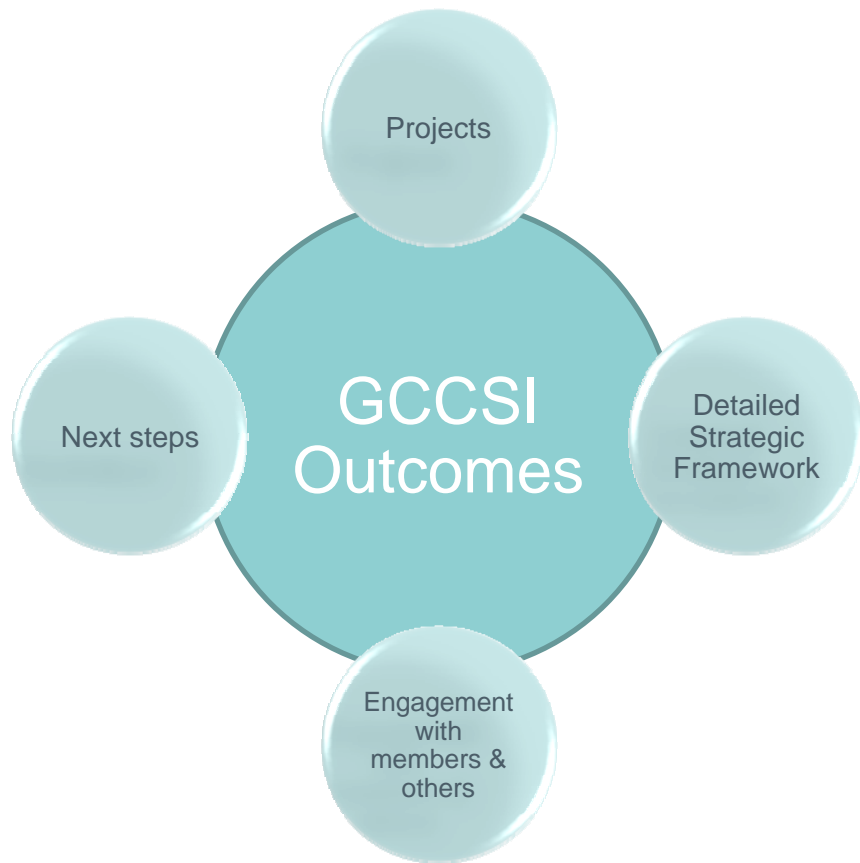 Projects
GCCSI
Outcomes
Next steps
Detailed
Strategic
Framework
Engagement
with
members &
others